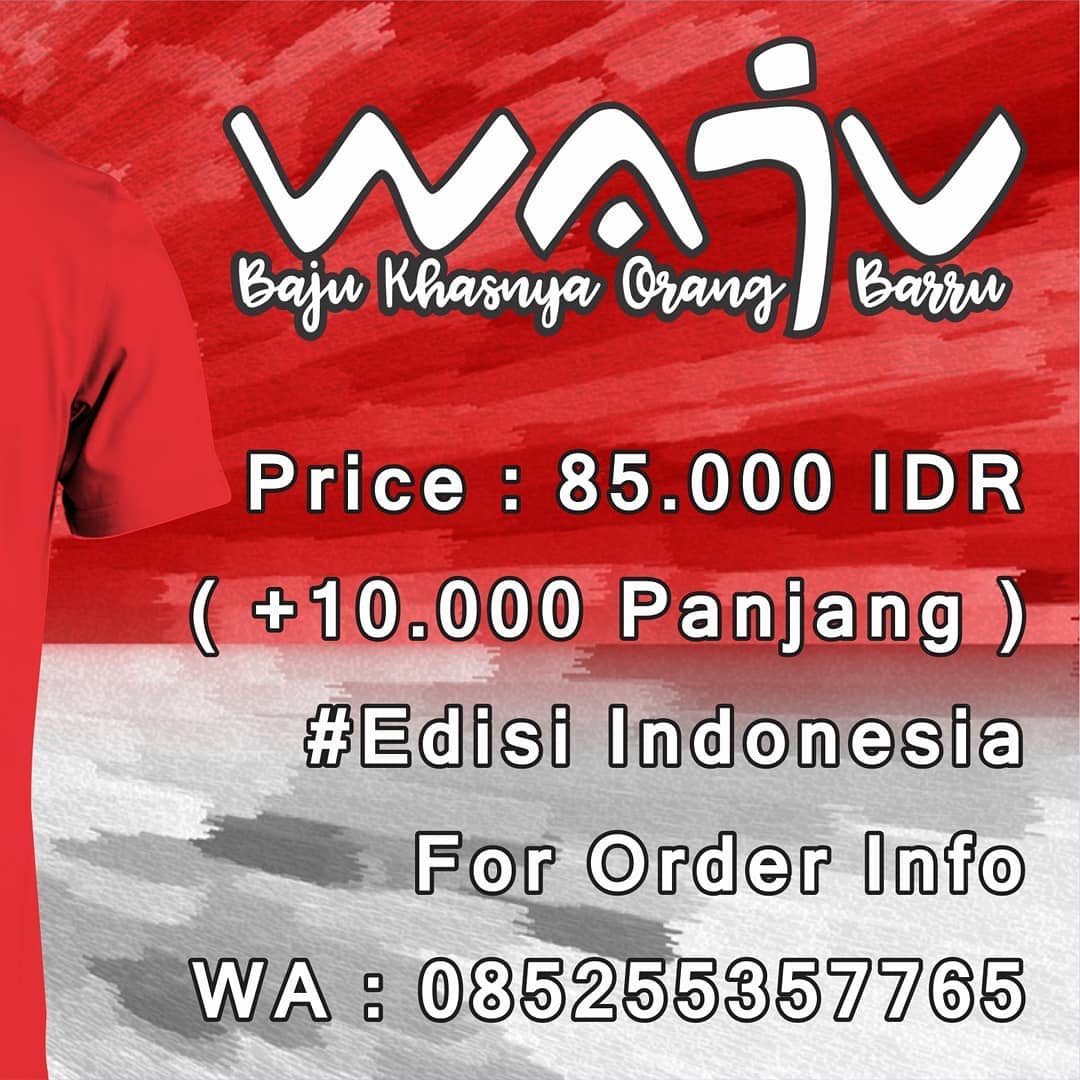 waju
Baju Khasnya Orang Barru
Price : 85.000 IDR
( +10.000 Panjang )
#Edisi Indonesia
For Order Info
WA : 085255357765